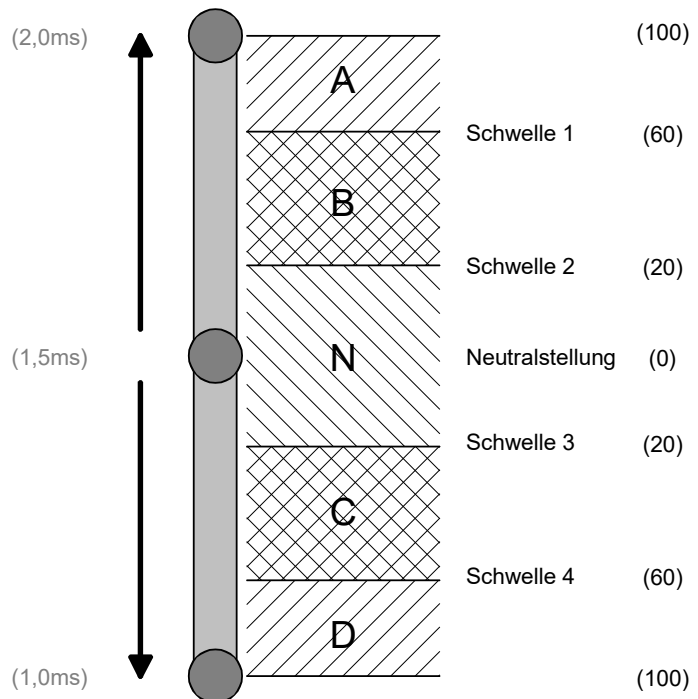 (2,0ms) (100)
A
Schwelle 1 (60)
B
Schwelle 2 (20)
(1,5ms) N Neutralstellung (0)
Schwelle 3 (20)
C
Schwelle 4 (60)
D
(1,0ms) (100)